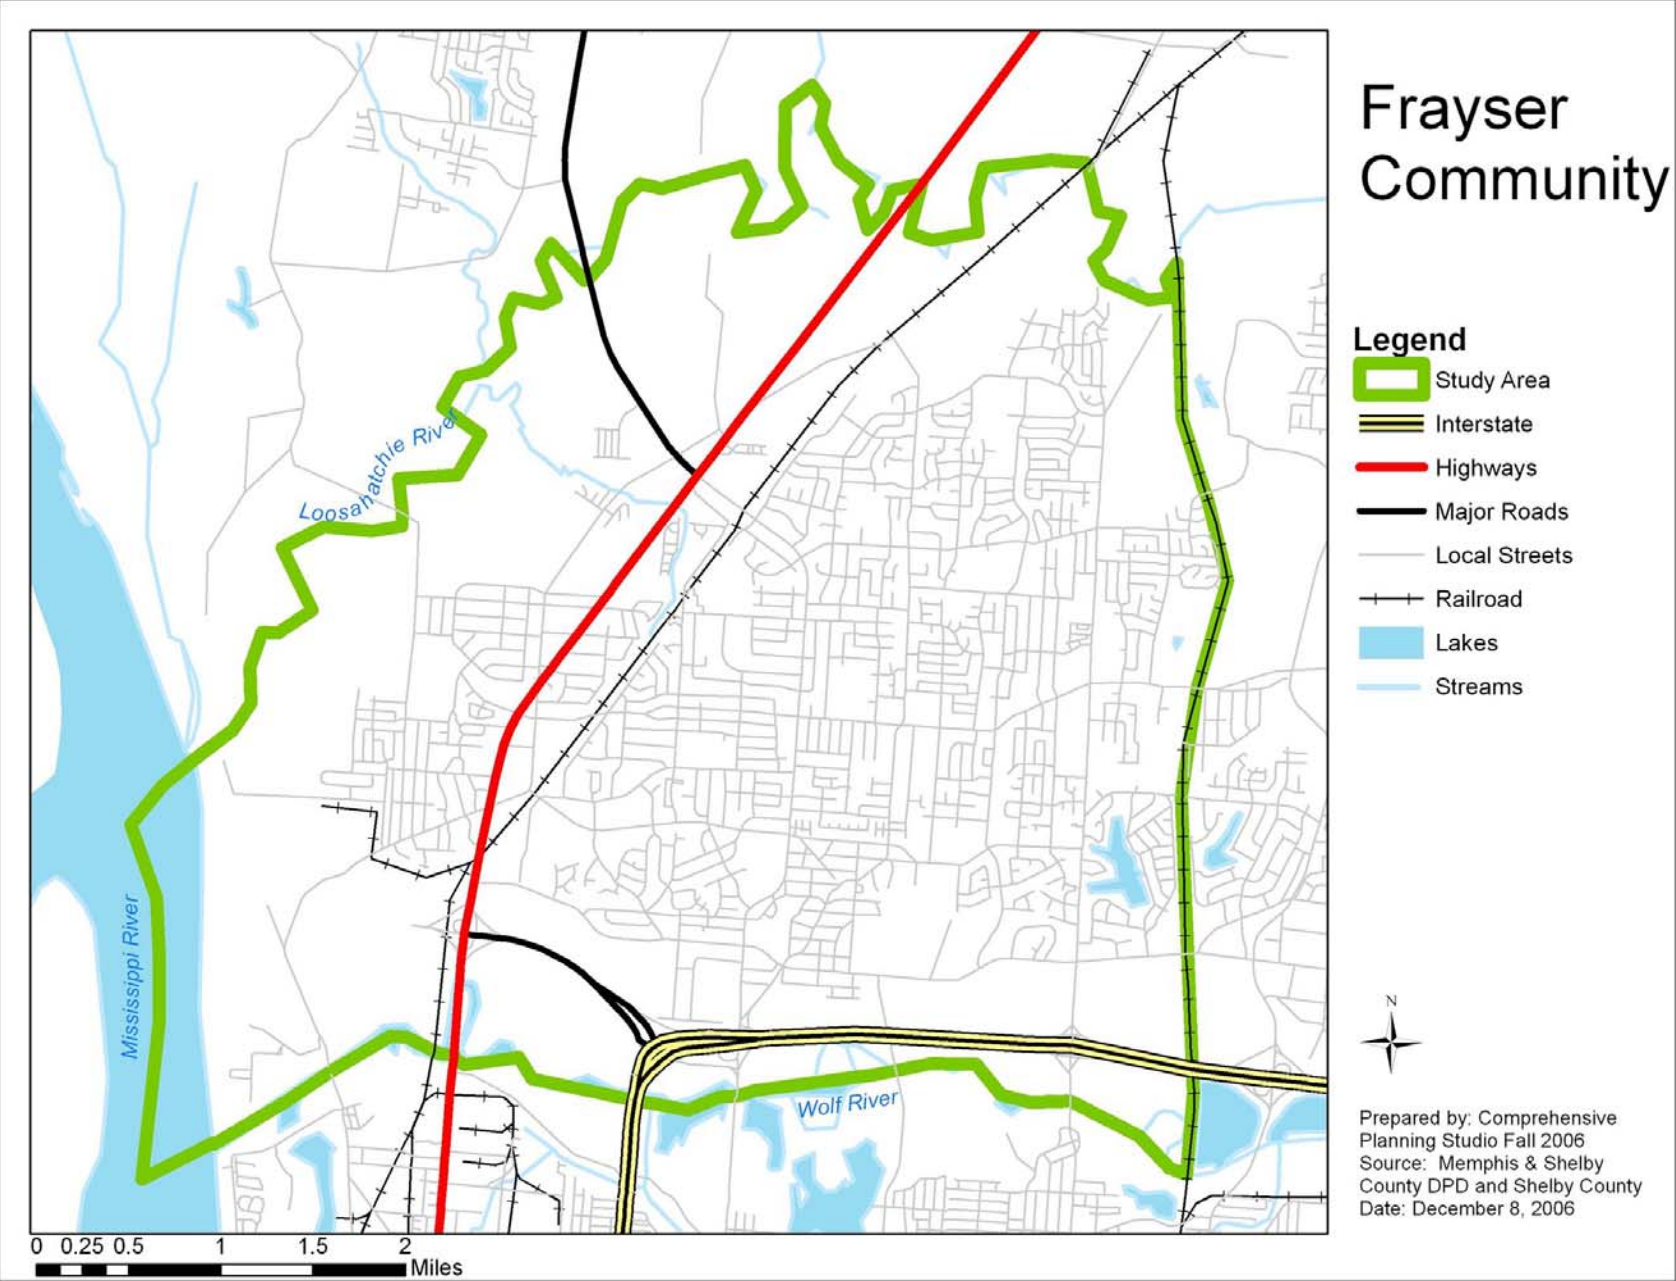 Frayser
Community
Legend
Study Area
Interstate
Highways
Major Roads
Local Streets
Railroad
Lakes
Streams
Loosahatchie River
Mississippi River
Wolf River
N
Prepared by: Comprehensive
Planning Studio Fall 2006
Source: Memphis & Shelby
County DPD and Shelby County
Date: December 8, 2006
0 0.25 0.5 1 1.5 2
Miles